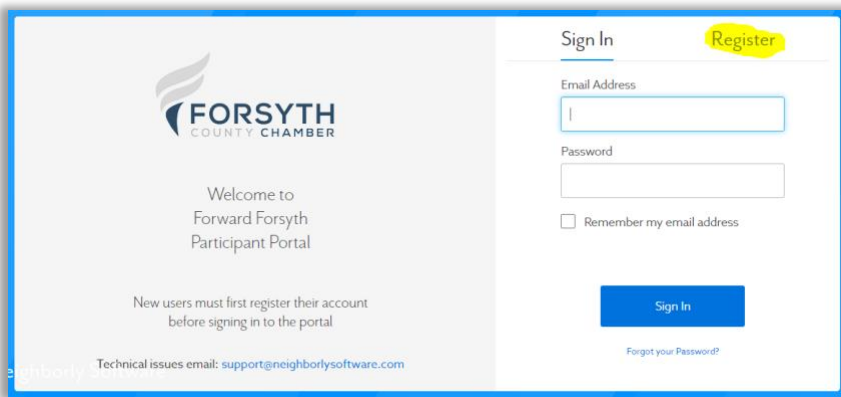 FORSYTH
COUNTY CHAMBER
Welcome to
Forward Forsyth
Participant Portal
New users must first register their account
before signing in to the portal
Technical issues email: support@neighborlysoftware.com
eighborly Software
Sign In Register
Email Address
Password
Remember my email address
Sign In
Forgot your Password?